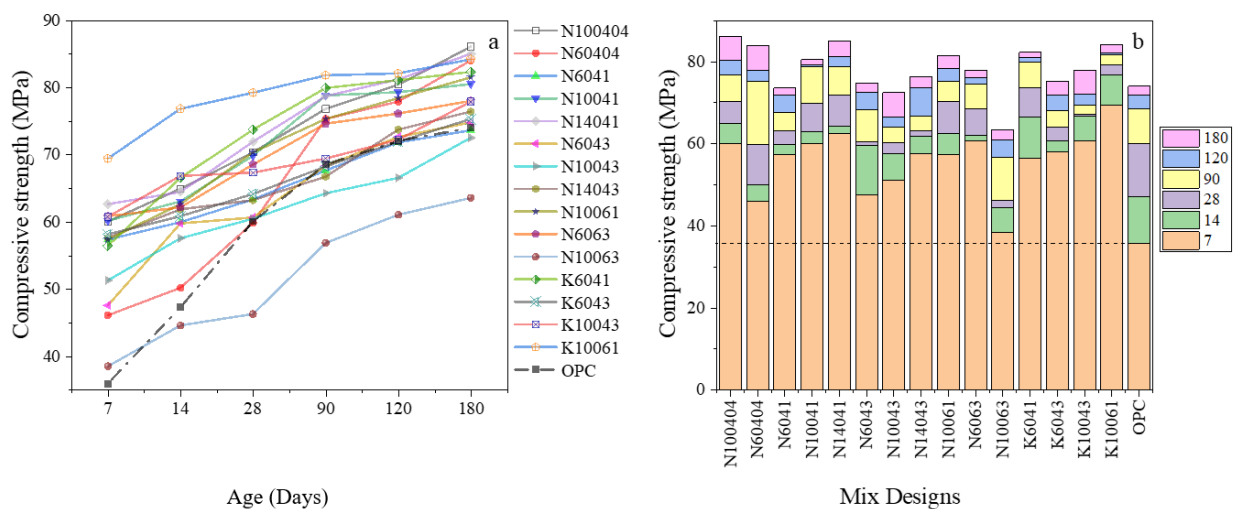 a
Compressive strength (MPa)
90
80
70
60
50
40
7 14 28 90 120 180
Age (Days)
N100404
N60404
N6041
N10041
N14041
N6043
N10043
N14043
N10061
N6063
N10063
K6041
K6043
K10043
K10061
OPC
b
Compressive strength (MPa)
80
60
40
20
0
N100404
N60404
N6041
N10041
N14041
N6043
N10043
N14043
N10061
N6063
N10063
K6041
K6043
K10043
K10061
OPC
Mix Designs
180
120
90
28
14
7